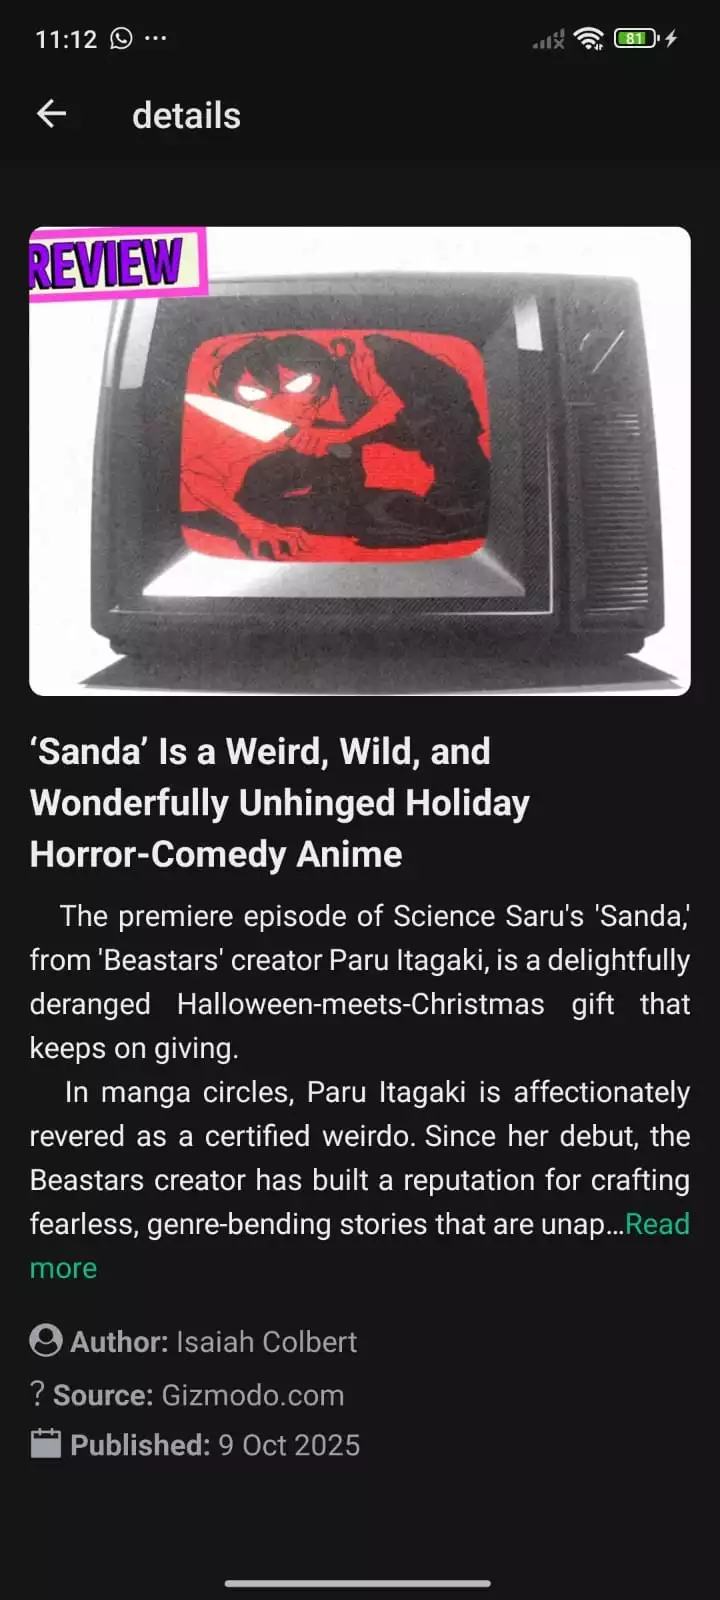 11:12
81
details
REVIEW
‘Sanda’ Is a Weird, Wild, and
Wonderfully Unhinged Holiday
Horror-Comedy Anime
The premiere episode of Science Saru's 'Sanda,'
from 'Beastars' creator Paru Itagaki, is a delightfully
deranged Halloween-meets-Christmas gift that
keeps on giving.
In manga circles, Paru Itagaki is affectionately
revered as a certified weirdo. Since her debut, the
Beastars creator has built a reputation for crafting
fearless, genre-bending stories that are unap...Read
more
Author: Isaiah Colbert
? Source: Gizmodo.com
Published: 9 Oct 2025